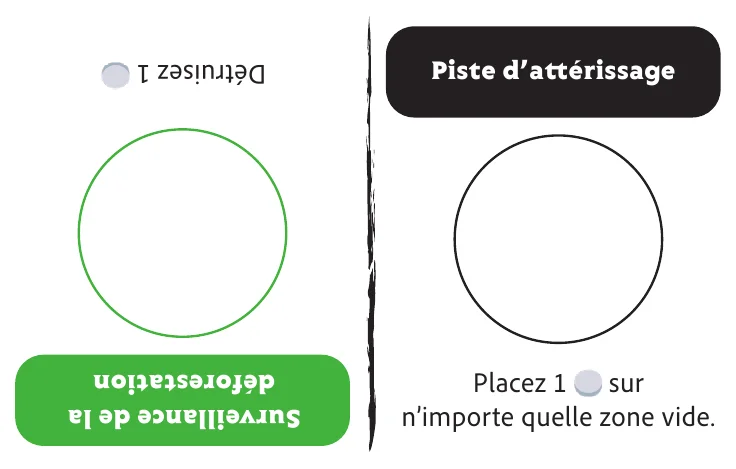 Surveillance de la
déforestation
Détruisez 1
Piste d'attérissage
Placez 1 sur
n'importe quelle zone vide.